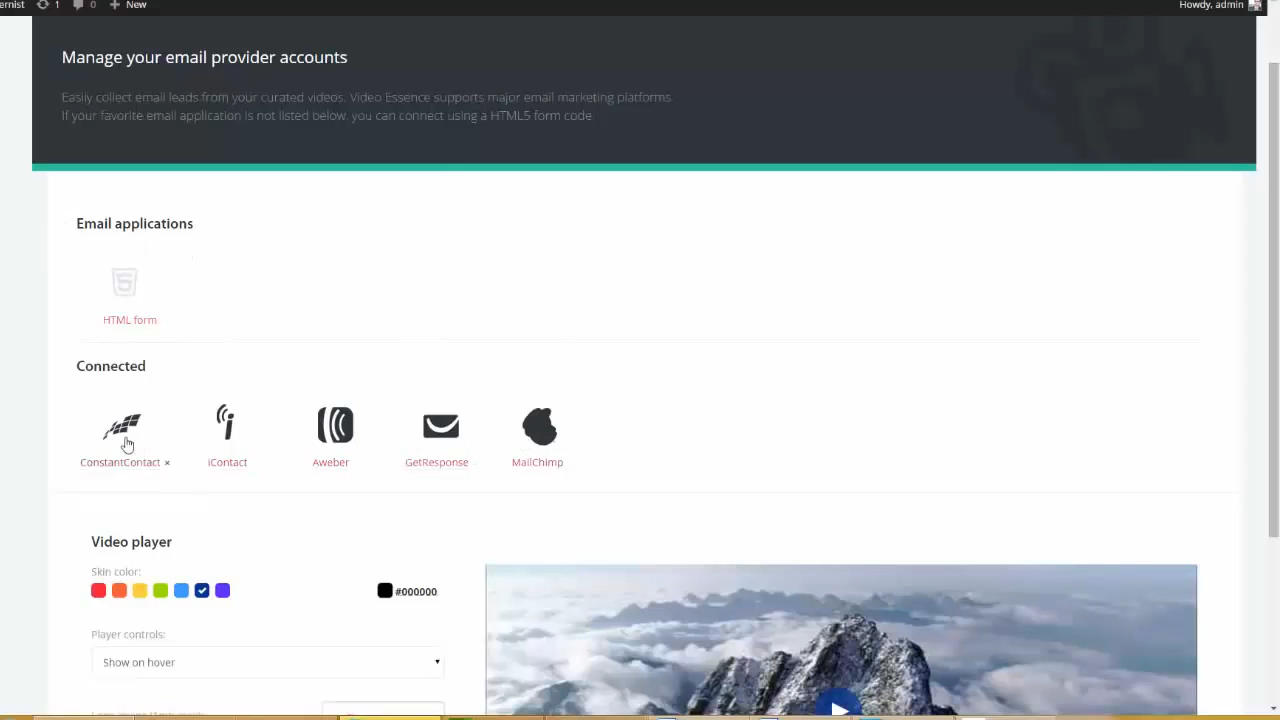 ernist 1 0 New Howdy, admin
Manage your email provider accounts
Easily collect email leads from your curated videos. Video Essence supports major email marketing platforms.
If your favorite email application is not listed below, you can connect using a HTML5 form code.
Email applications
HTML form
Connected
ConstantContact × iContact Aweber GetResponse MailChimp
Video player
Skin color:
#000000
Player controls:
Show on hover